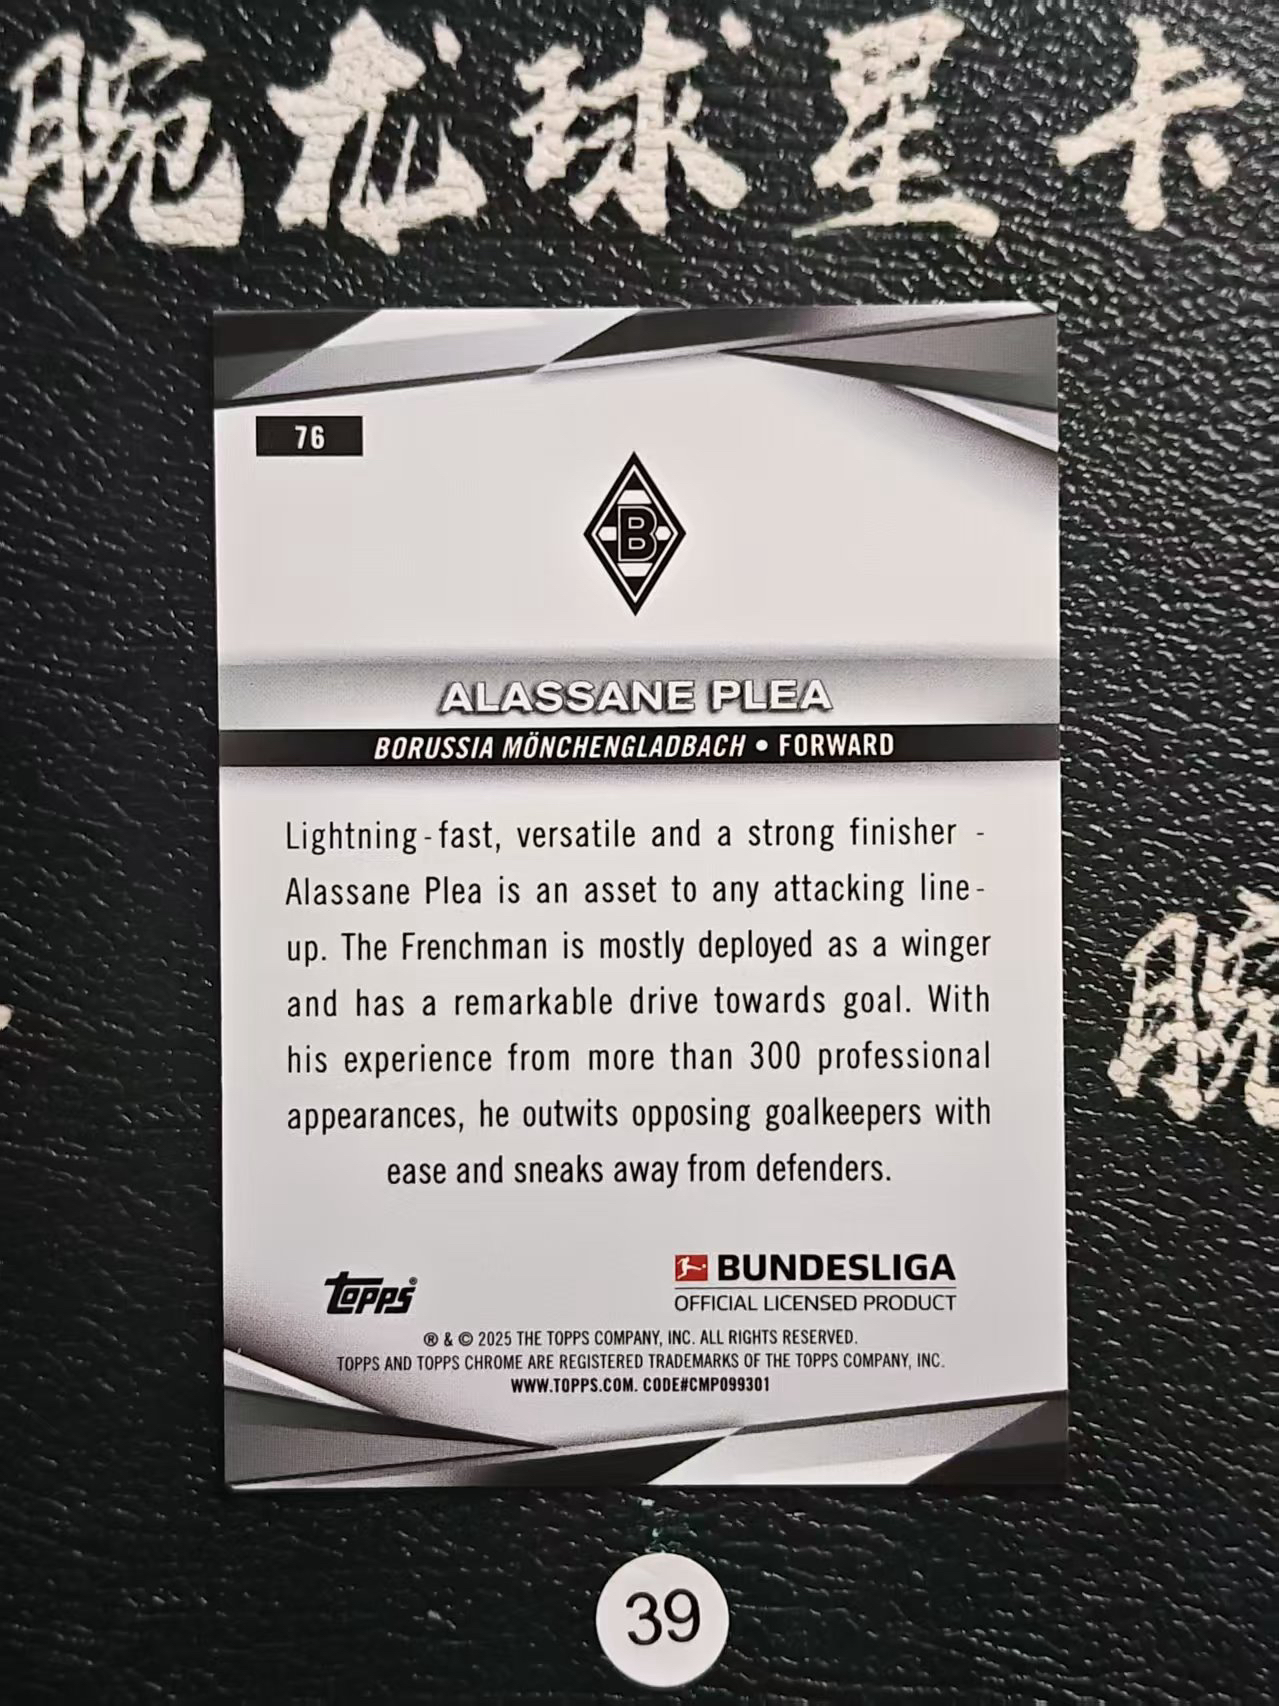 腕龙球星卡
76
B
ALASSANE PLEA
BORUSSIA MÖNCHENGLADBACH • FORWARD
Lightning-fast, versatile and a strong finisher -
Alassane Plea is an asset to any attacking line-
up. The Frenchman is mostly deployed as a winger
and has a remarkable drive towards goal. With
his experience from more than 300 professional
appearances, he outwits opposing goalkeepers with
ease and sneaks away from defenders.
topps®
BUNDESLIGA
OFFICIAL LICENSED PRODUCT
® & © 2025 THE TOPPS COMPANY, INC. ALL RIGHTS RESERVED.
TOPPS AND TOPPS CHROME ARE REGISTERED TRADEMARKS OF THE TOPPS COMPANY, INC.
WWW.TOPPS.COM. CODE#CMP099301
腕
39